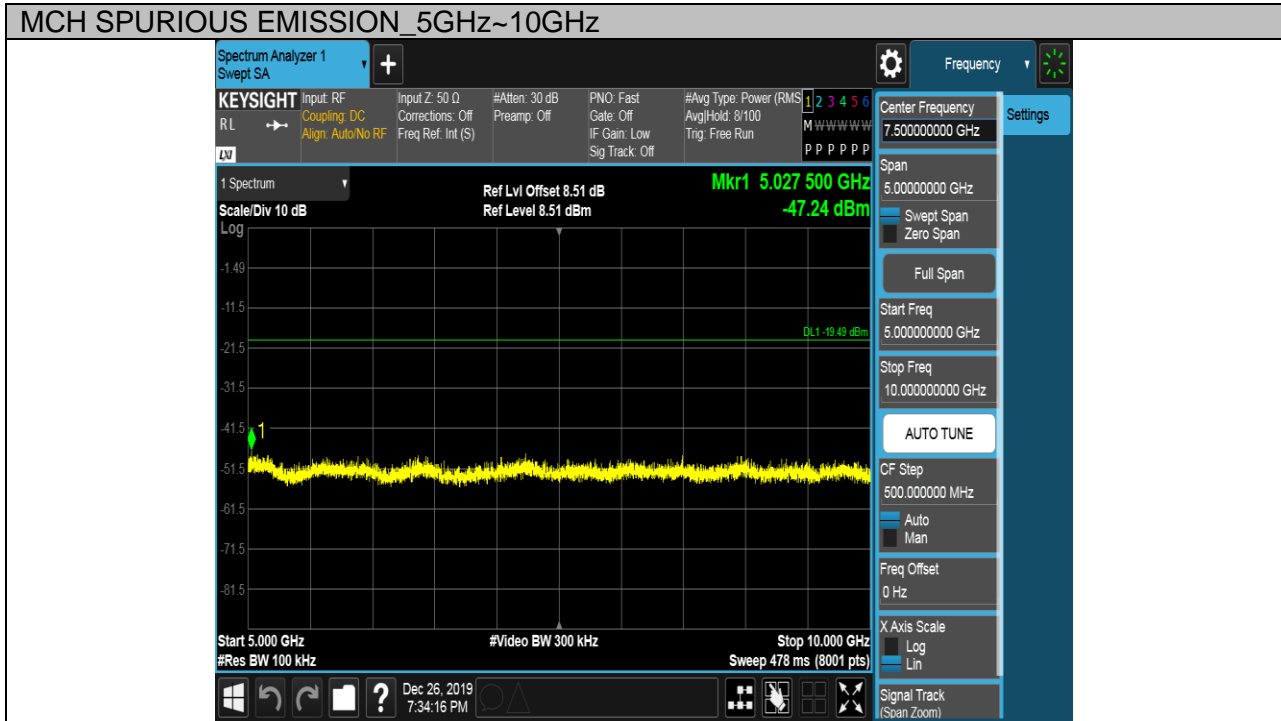 MCH SPURIOUS EMISSION_5GHz~10GHz
Spectrum Analyzer 1
Swept SA
Frequency
KEYSIGHT
RL
LXI
Input: RF
Coupling: DC
Align: Auto/No RF
Input Z: 50 Ω
Corrections: Off
Freq Ref: Int (S)
#Atten: 30 dB
Preamp: Off
PNO: Fast
Gate: Off
IF Gain: Low
Sig Track: Off
#Avg Type: Power (RMS
Avg|Hold: 8/100
Trig: Free Run
1 2 3 4 5 6
M W W W W W
P P P P P P
1 Spectrum
Scale/Div 10 dB
Log
Ref Lvl Offset 8.51 dB
Ref Level 8.51 dBm
Mkr1 5.027 500 GHz
-47.24 dBm
-1.49
-11.5
DL1 -19.49 dBm
-21.5
-31.5
-41.5
1
-51.5
-61.5
-71.5
-81.5
Start 5.000 GHz
#Video BW 300 kHz
Stop 10.000 GHz
#Res BW 100 kHz
Sweep 478 ms (8001 pts)
?
Dec 26, 2019
7:34:16 PM
Center Frequency
7.500000000 GHz
Settings
Span
5.00000000 GHz
Swept Span
Zero Span
Full Span
Start Freq
5.000000000 GHz
Stop Freq
10.000000000 GHz
AUTO TUNE
CF Step
500.000000 MHz
Auto
Man
Freq Offset
0 Hz
X Axis Scale
Log
Lin
Signal Track
(Span Zoom)